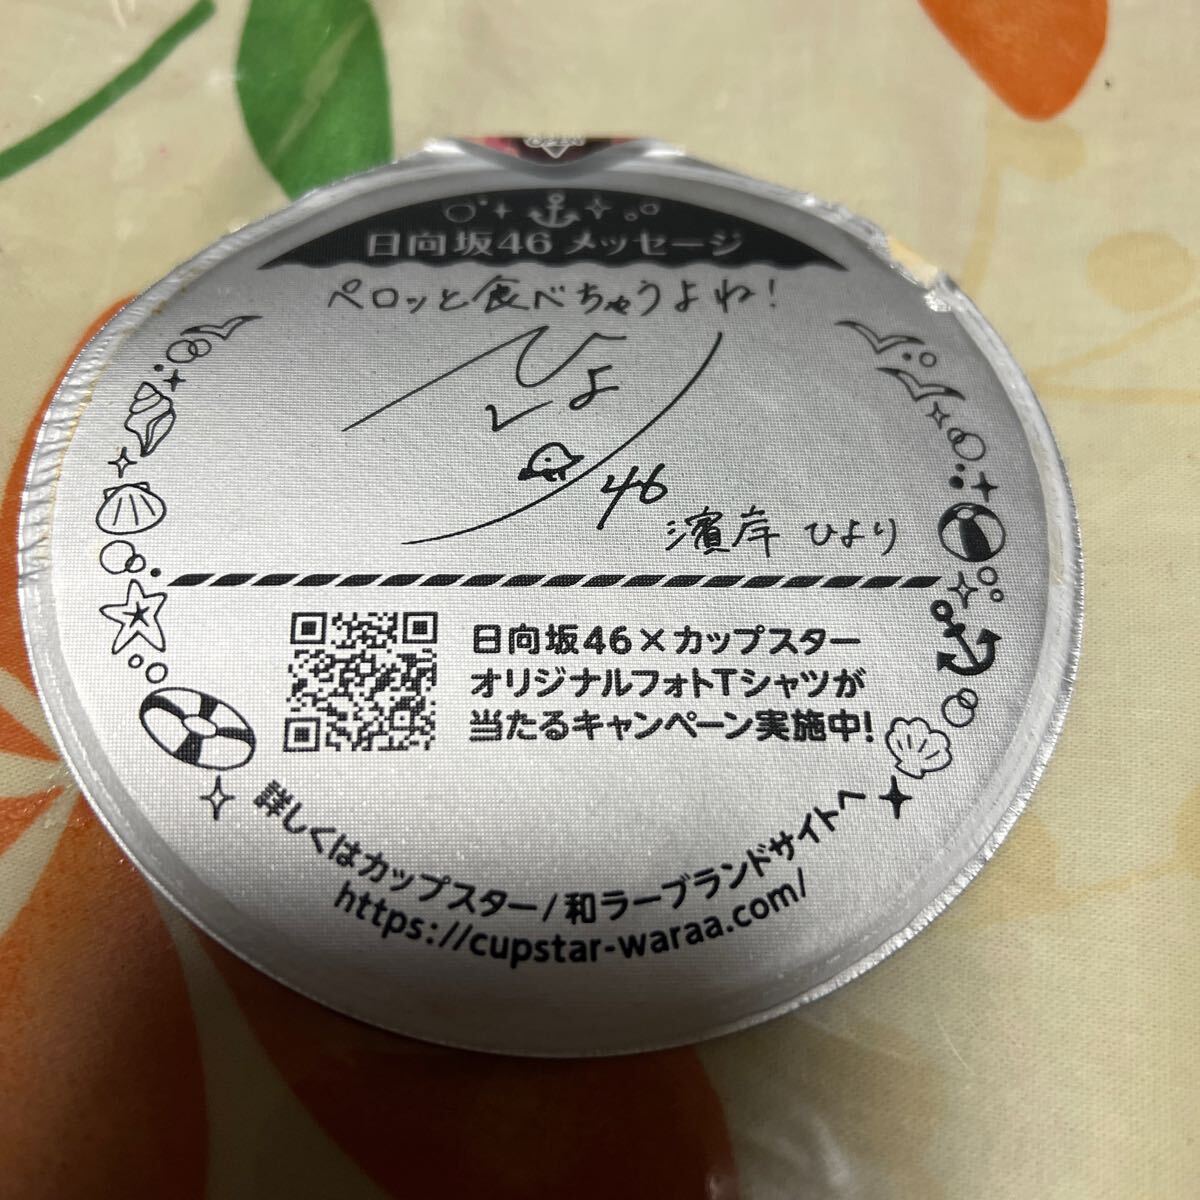 日向坂46 メッセージ
ペロッと食べちゃうよね!
ひよ
46
濱岸 ひより
日向坂46×カップスター
オリジナルフォトTシャツが
当たるキャンペーン実施中!
詳しくはカップスター/和ラーブランドサイトへ
https://cupstar-waraa.com/